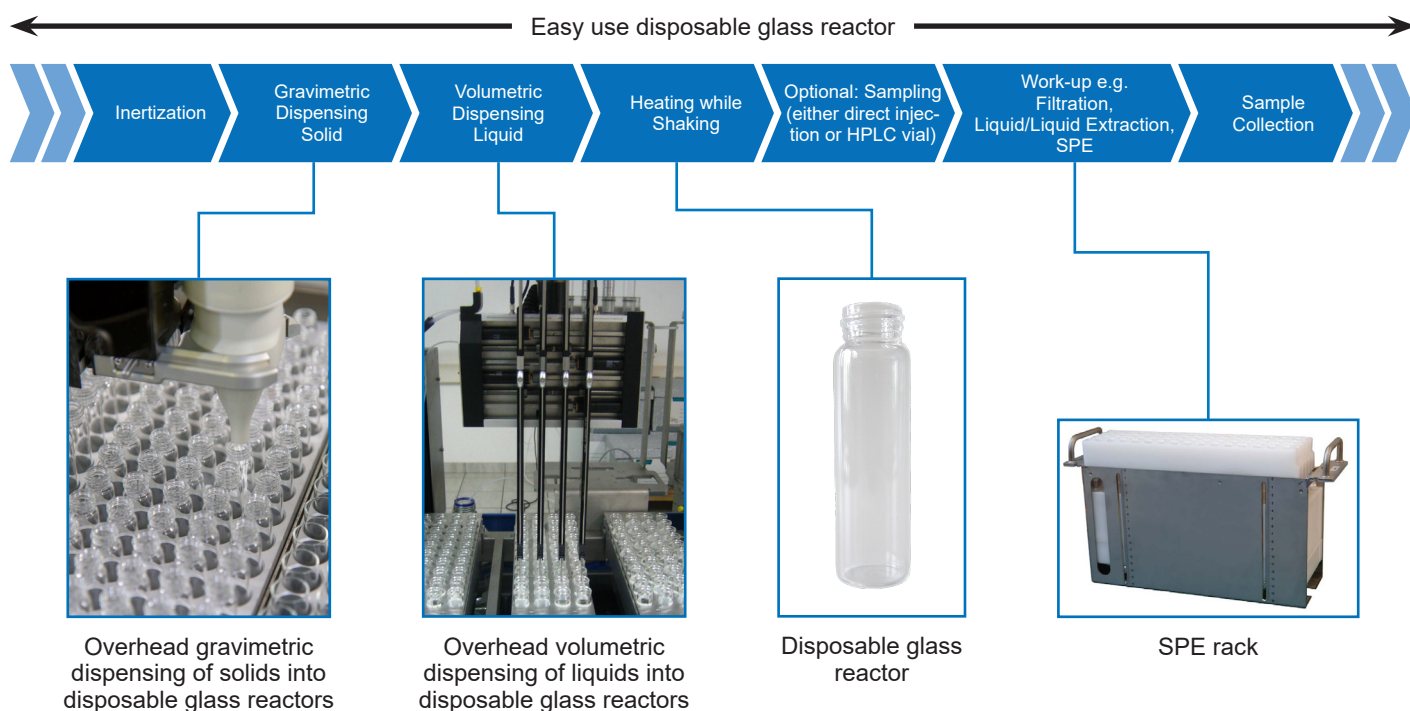 Easy use disposable glass reactor
Inertization
Gravimetric
Dispensing
Solid
Volumetric
Dispensing
Liquid
Heating while
Shaking
Optional: Sampling
(either direct injec-
tion or HPLC vial)
Work-up e.g.
Filtration,
Liquid/Liquid Extraction,
SPE
Sample
Collection
Overhead gravimetric
dispensing of solids into
disposable glass reactors
Overhead volumetric
dispensing of liquids into
disposable glass reactors
Disposable glass
reactor
SPE rack